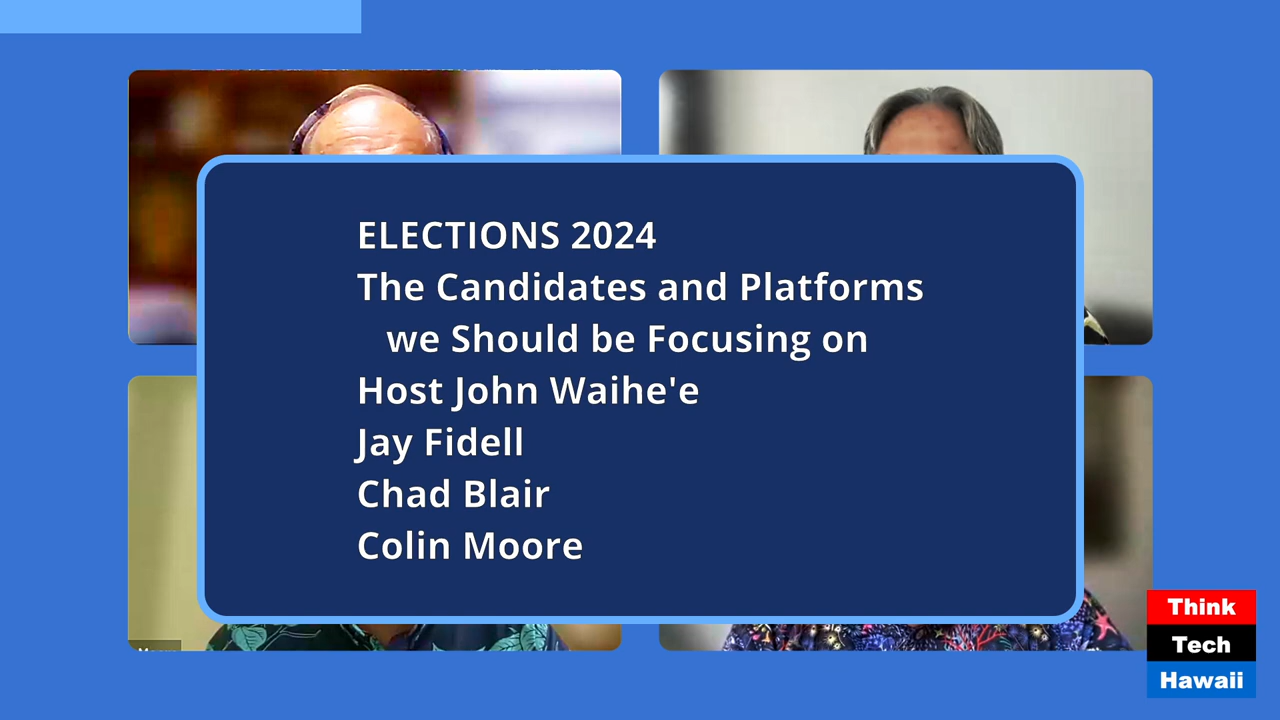 ELECTIONS 2024
The Candidates and Platforms
we Should be Focusing on
Host John Waihe'e
Jay Fidell
Chad Blair
Colin Moore
Think
Tech
Hawaii